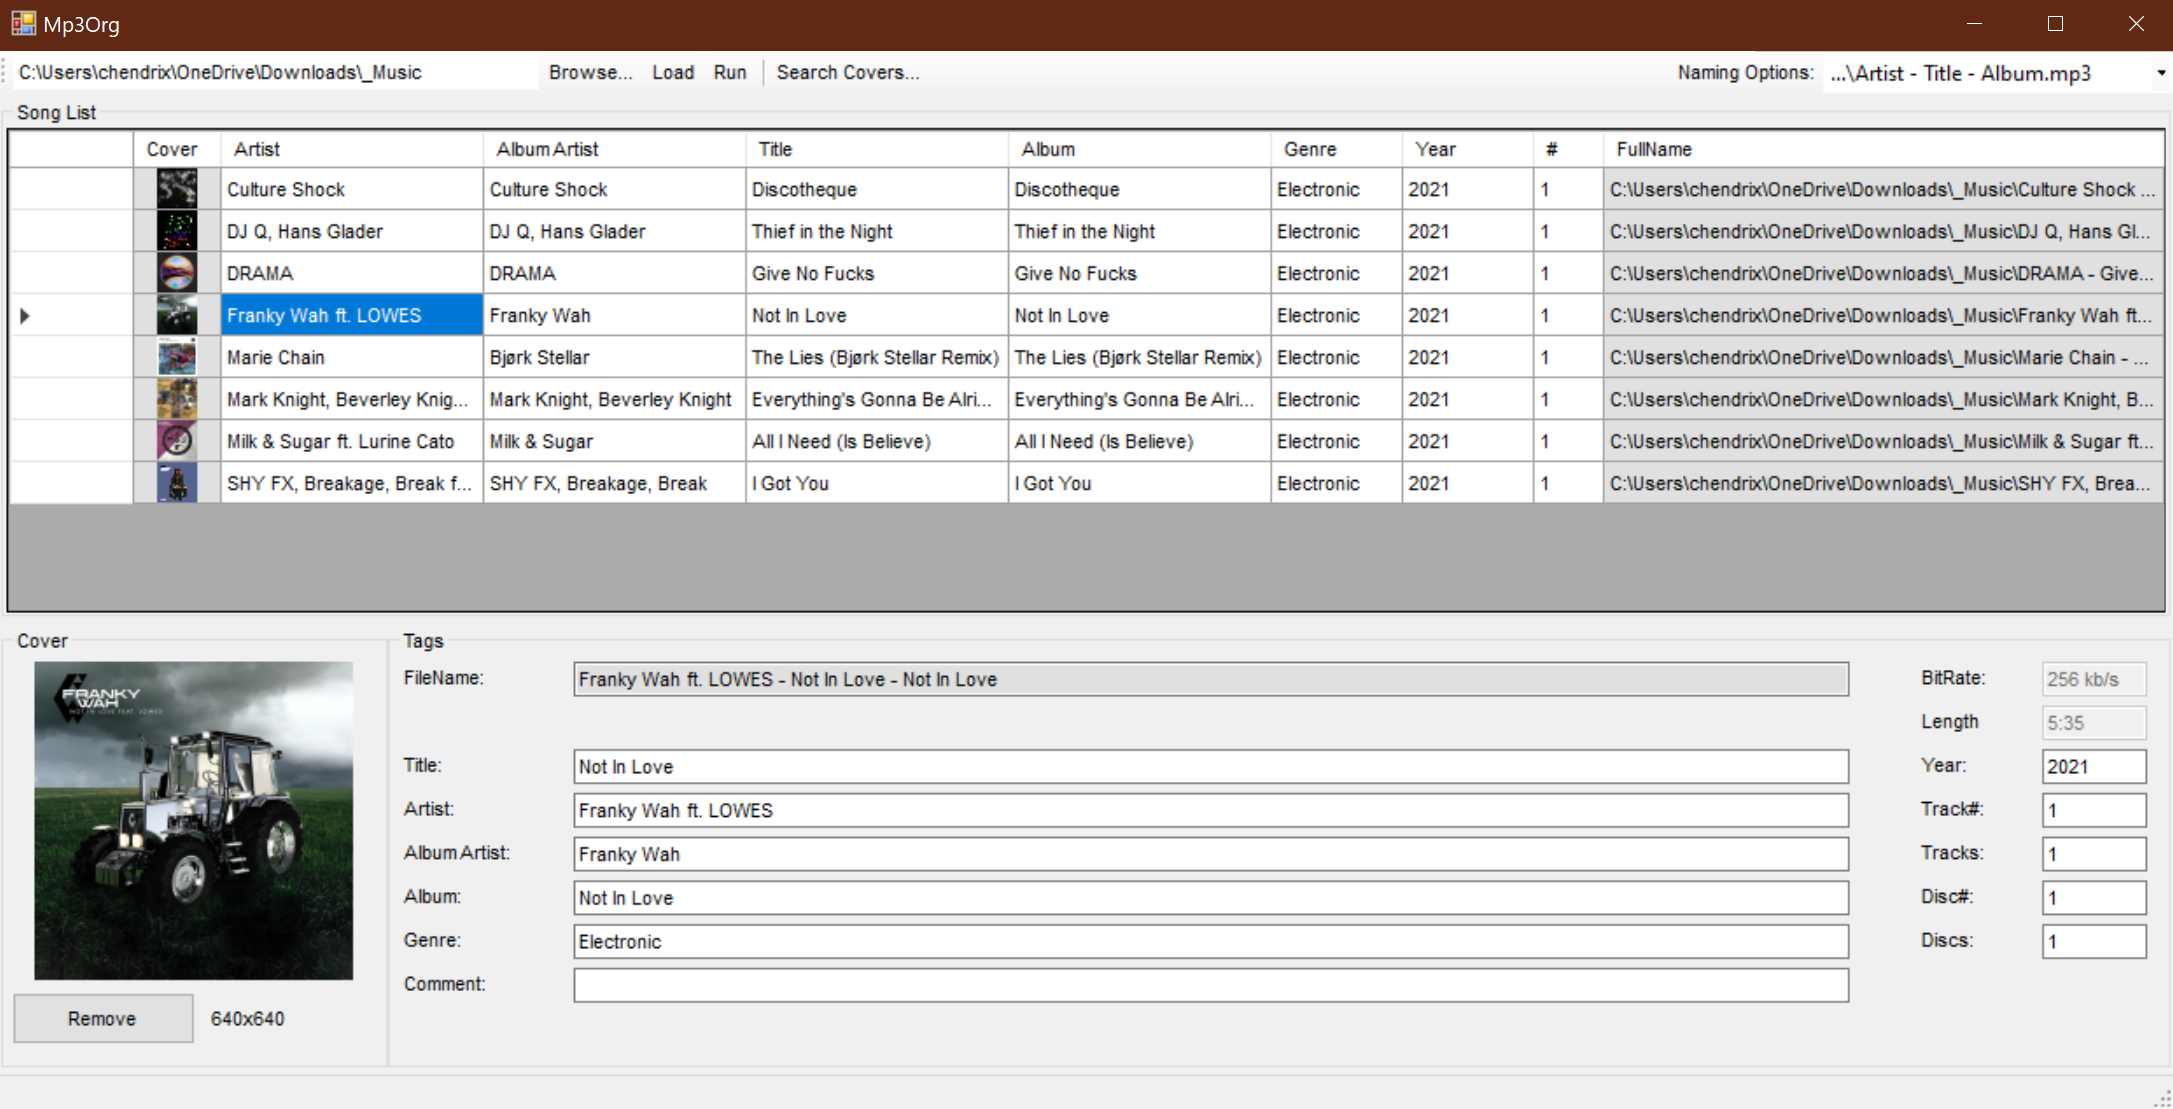 Mp3Org
C:\Users\chendrix\OneDrive\Downloads\_Music Browse... Load Run Search Covers... Naming Options: ...\Artist - Title - Album.mp3
Song List
Cover Artist Album Artist Title Album Genre Year # FullName
Culture Shock Culture Shock Discotheque Discotheque Electronic 2021 1 C:\Users\chendrix\OneDrive\Downloads\_Music\Culture Shock ...
DJ Q, Hans Glader DJ Q, Hans Glader Thief in the Night Thief in the Night Electronic 2021 1 C:\Users\chendrix\OneDrive\Downloads\_Music\DJ Q, Hans Gl...
DRAMA DRAMA Give No Fucks Give No Fucks Electronic 2021 1 C:\Users\chendrix\OneDrive\Downloads\_Music\DRAMA - Give...
Franky Wah ft. LOWES Franky Wah Not In Love Not In Love Electronic 2021 1 C:\Users\chendrix\OneDrive\Downloads\_Music\Franky Wah ft...
Marie Chain Bjørk Stellar The Lies (Bjørk Stellar Remix) The Lies (Bjørk Stellar Remix) Electronic 2021 1 C:\Users\chendrix\OneDrive\Downloads\_Music\Marie Chain - ...
Mark Knight, Beverley Knig... Mark Knight, Beverley Knight Everything's Gonna Be Alri... Everything's Gonna Be Alri... Electronic 2021 1 C:\Users\chendrix\OneDrive\Downloads\_Music\Mark Knight, B...
Milk & Sugar ft. Lurine Cato Milk & Sugar All I Need (Is Believe) All I Need (Is Believe) Electronic 2021 1 C:\Users\chendrix\OneDrive\Downloads\_Music\Milk & Sugar ft...
SHY FX, Breakage, Break f... SHY FX, Breakage, Break I Got You I Got You Electronic 2021 1 C:\Users\chendrix\OneDrive\Downloads\_Music\SHY FX, Brea...
Cover
FRANKY
WAH
NOT IN LOVE FEAT. LOWES
Remove 640x640
Tags
FileName: Franky Wah ft. LOWES - Not In Love - Not In Love BitRate: 256 kb/s
Length 5:35
Title: Not In Love Year: 2021
Artist: Franky Wah ft. LOWES Track#: 1
Album Artist: Franky Wah Tracks: 1
Album: Not In Love Disc#: 1
Genre: Electronic Discs: 1
Comment: